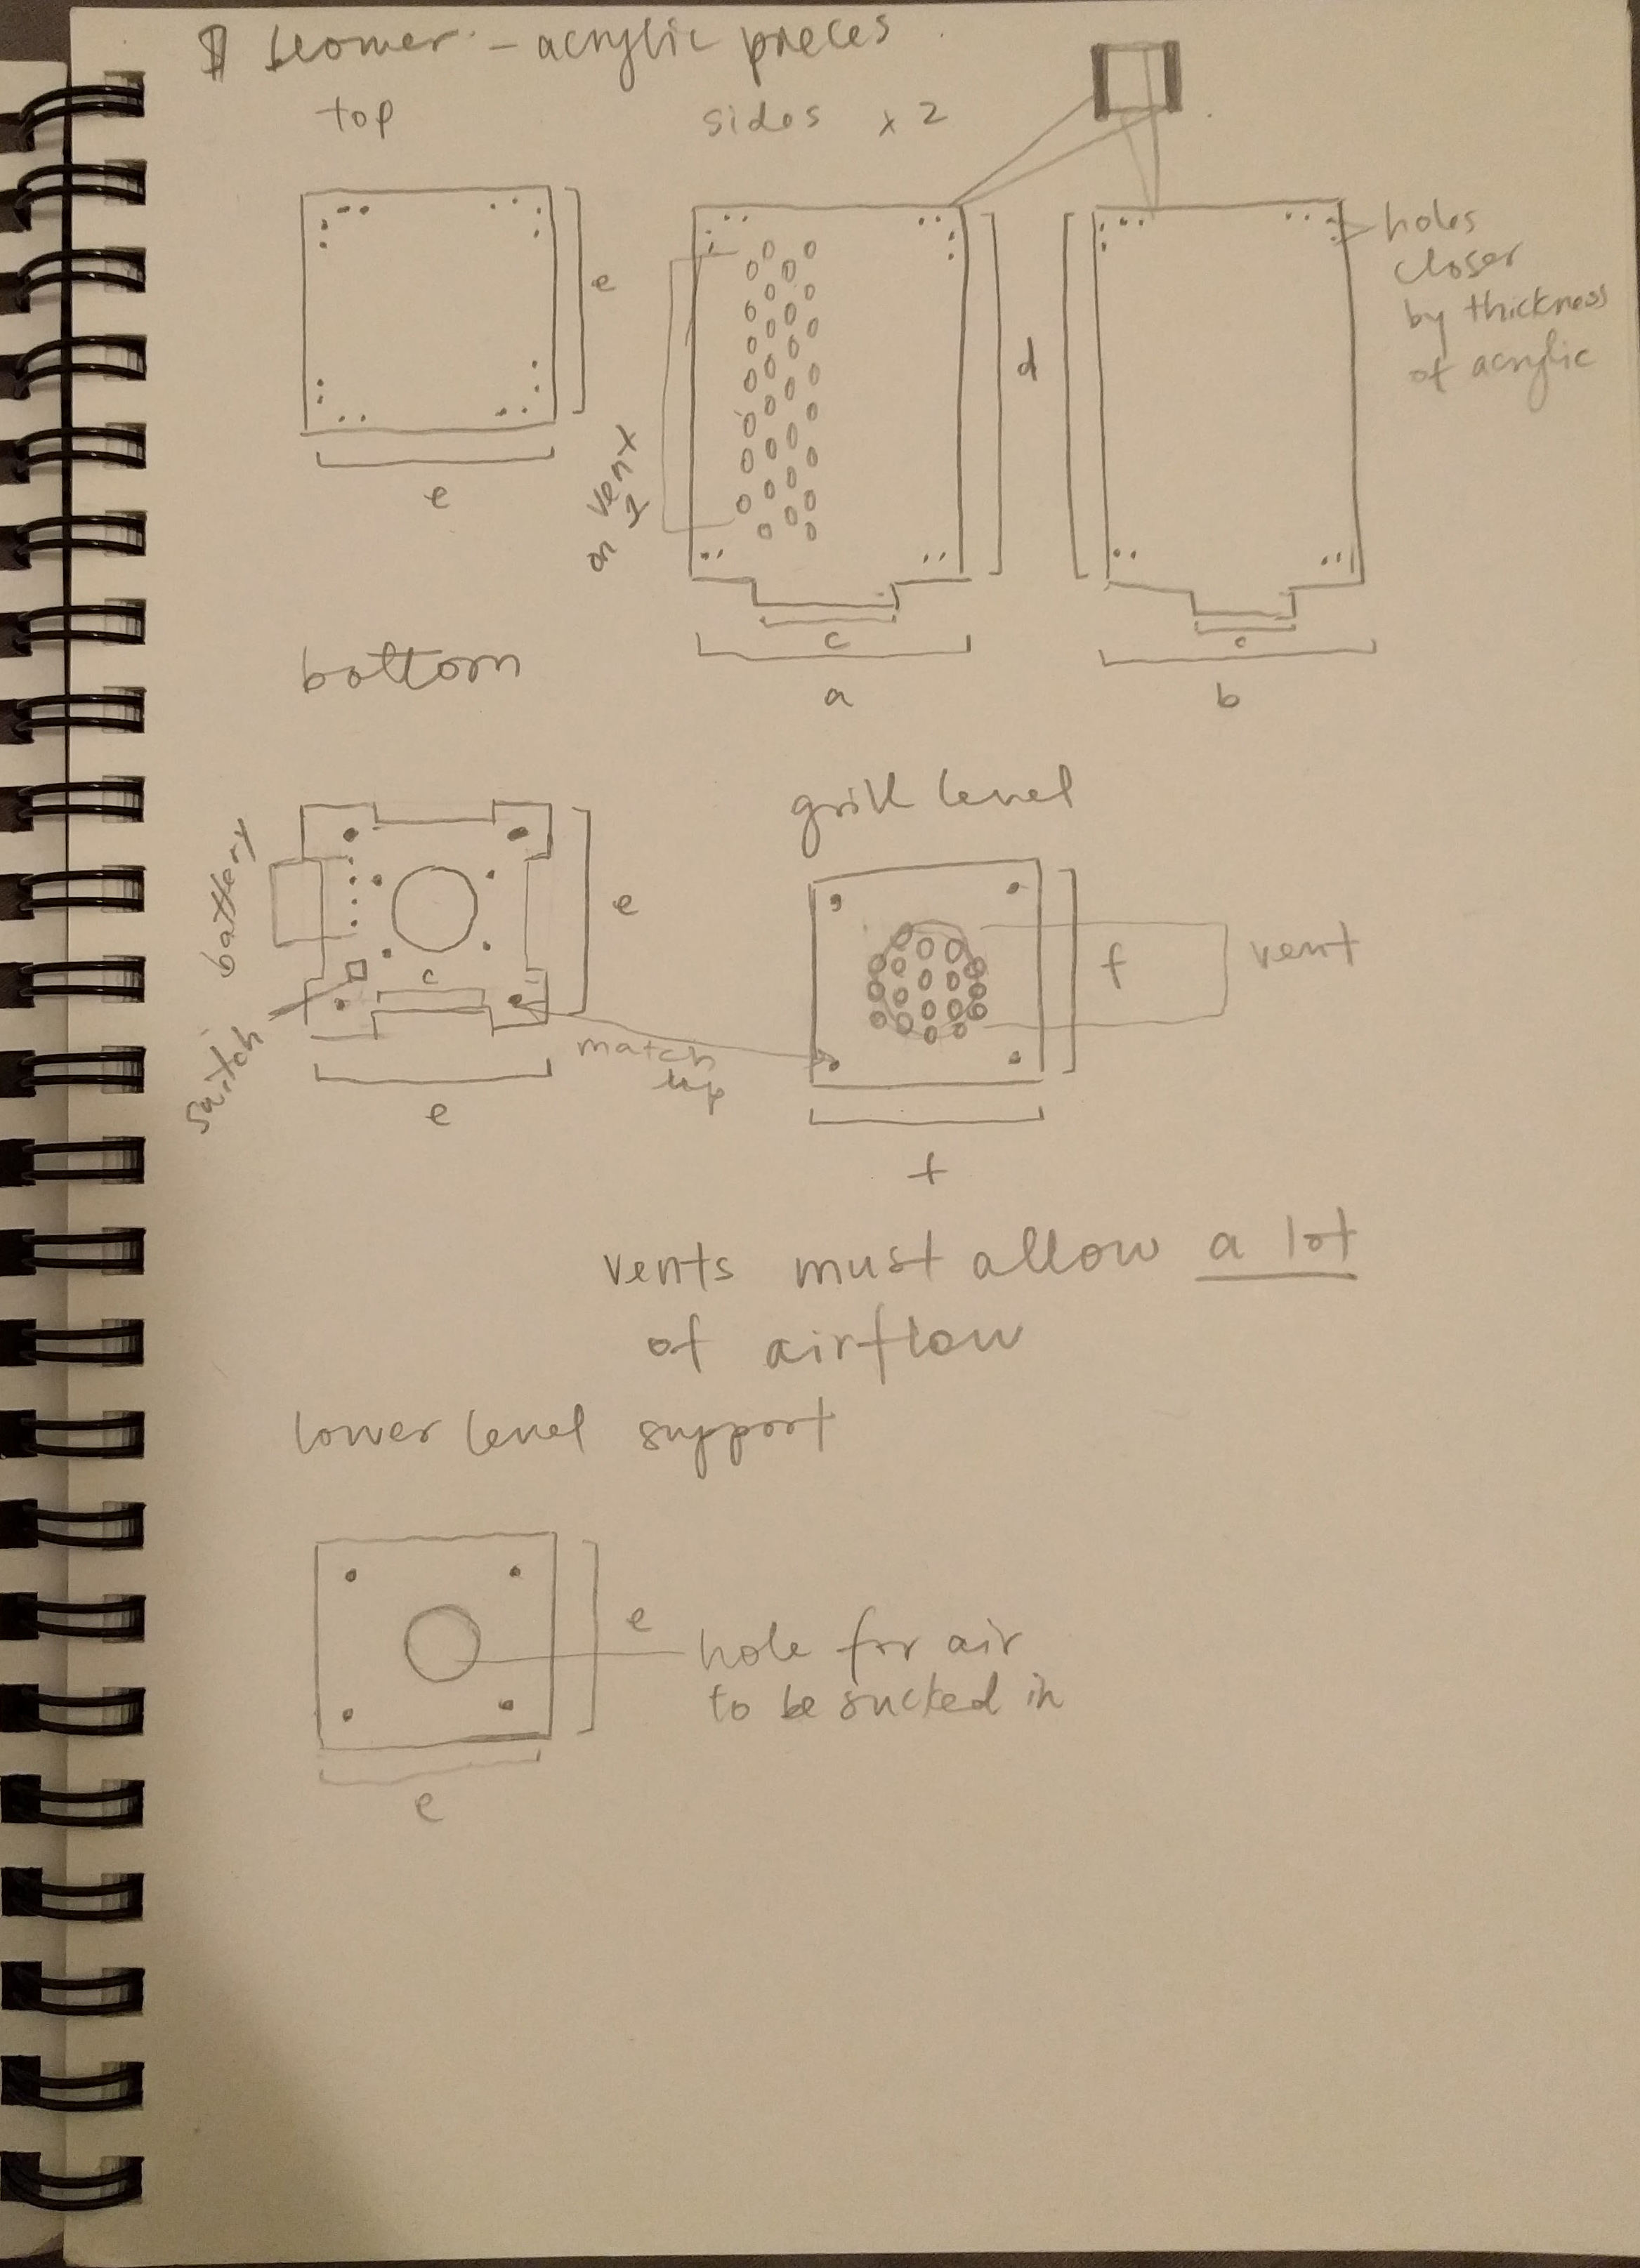 - acrylic pieces
top
sides x 2
e
e
on vent 1
d
holes
closer
by thickness
of acrylic
c
a
c
b
bottom
grill level
battery
switch
c
e
e
match
up
f
f
vent
vents must allow a lot
of airflow
lower level support
e
e
hole for air
to be sucked in